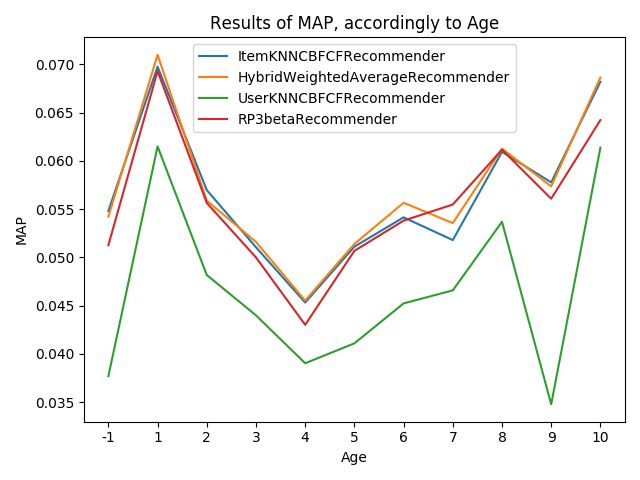 Results of MAP, accordingly to Age
ItemKNNCBFCFRecommender
HybridWeightedAverageRecommender
UserKNNCBFCFRecommender
RP3betaRecommender
MAP
0.070
0.065
0.060
0.055
0.050
0.045
0.040
0.035
-1 1 2 3 4 5 6 7 8 9 10
Age